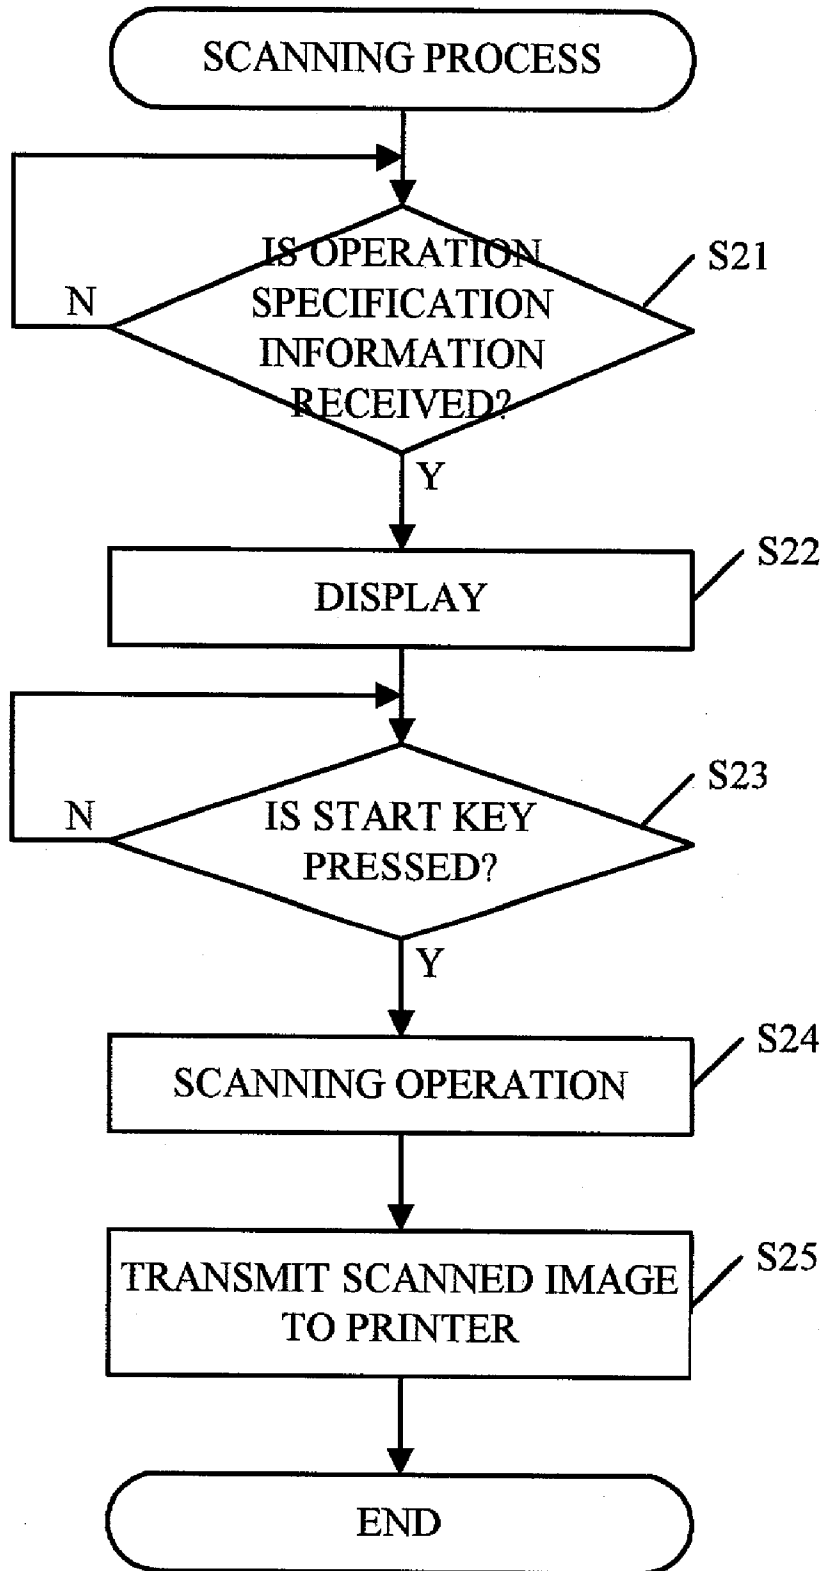 SCANNING PROCESS
IS OPERATION
SPECIFICATION
INFORMATION
RECEIVED?
S21
N
Y
DISPLAY
S22
IS START KEY
PRESSED?
S23
N
Y
SCANNING OPERATION
S24
TRANSMIT SCANNED IMAGE
TO PRINTER
S25
END